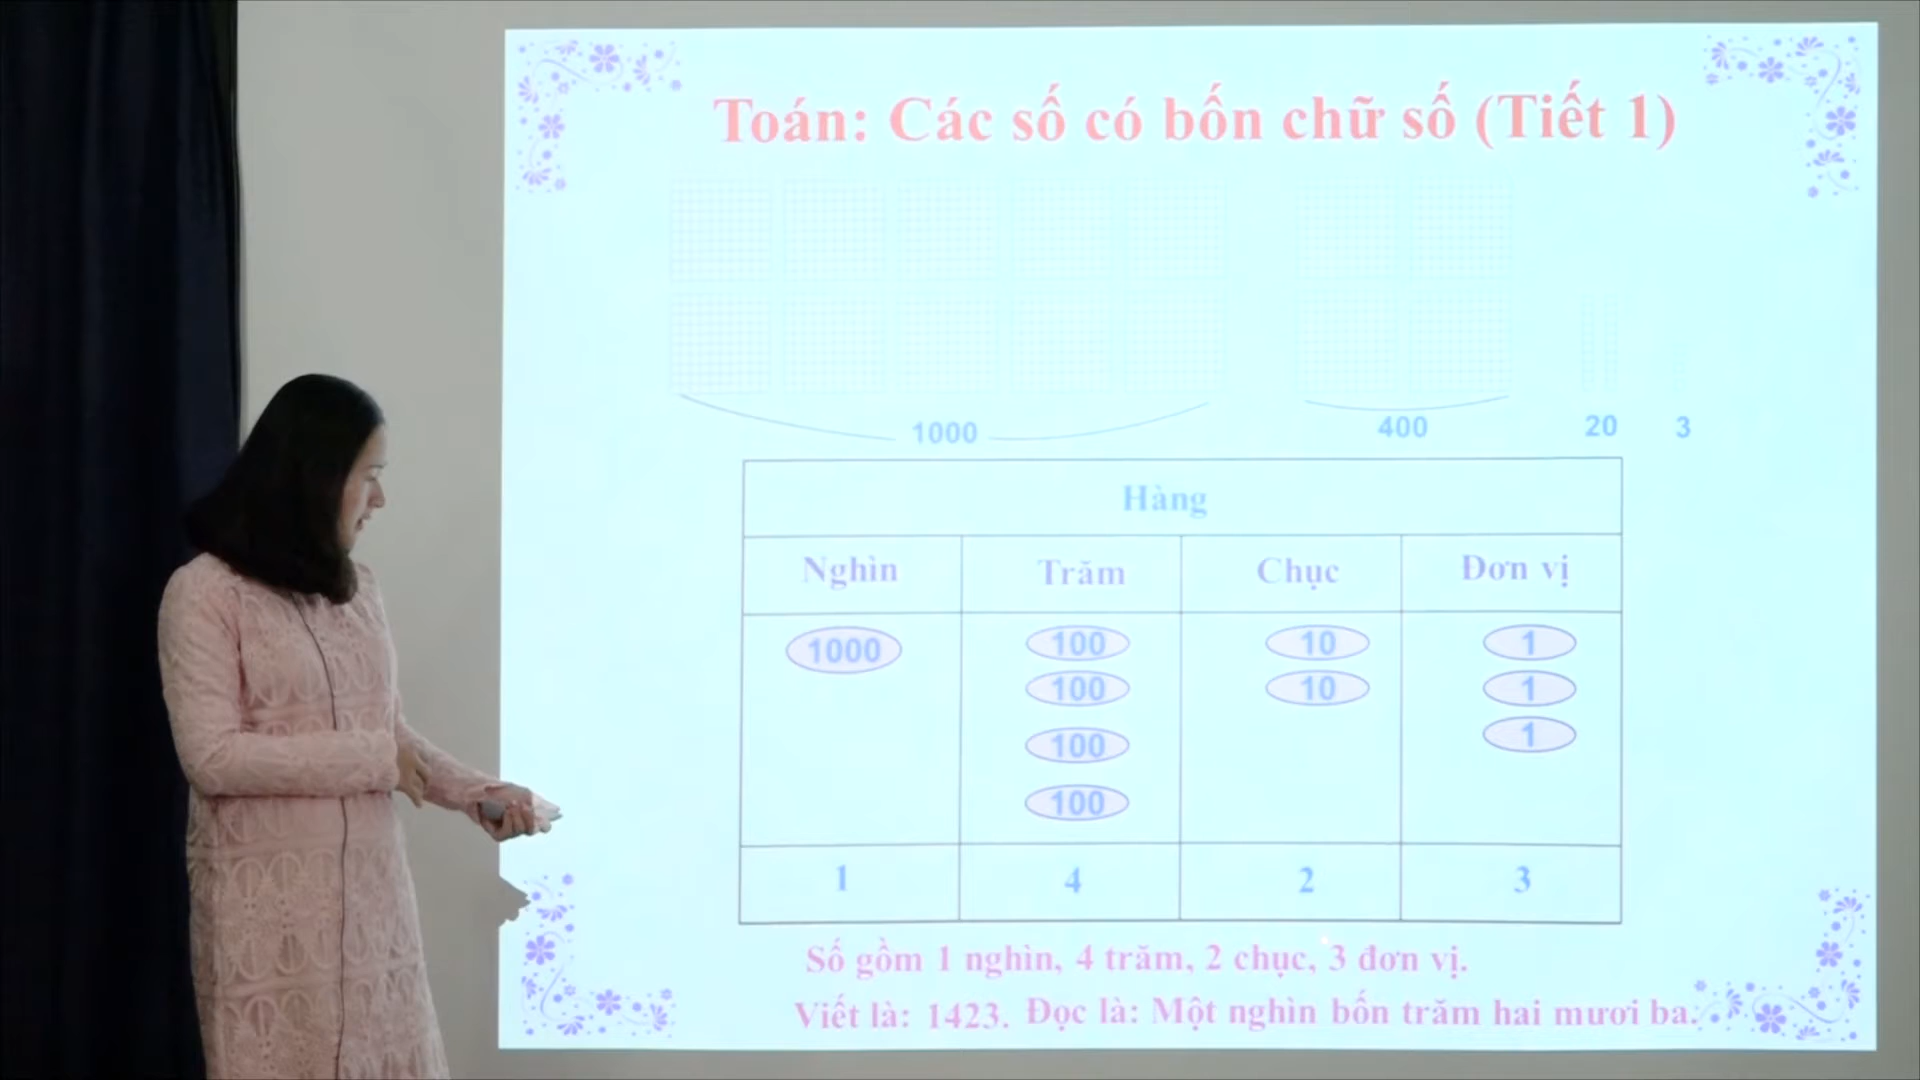 Toán: Các số có bốn chữ số (Tiết 1)
1000 400 20 3
Hàng
Nghìn Trăm Chục Đơn vị
1000 100 10 1
100 10 1
100 1
100
1 4 2 3
Số gồm 1 nghìn, 4 trăm, 2 chục, 3 đơn vị.
Viết là: 1423. Đọc là: Một nghìn bốn trăm hai mươi ba.